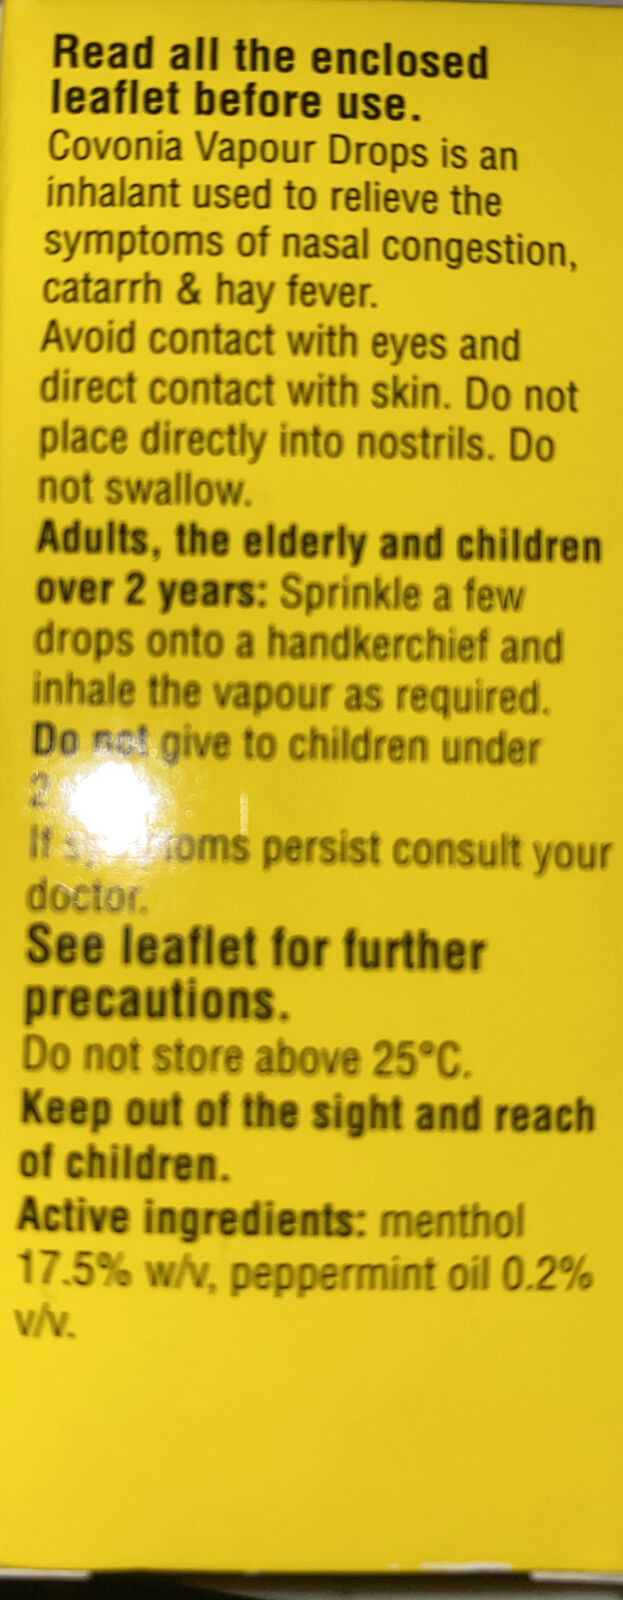 Read all the enclosed
leaflet before use.
Covonia Vapour Drops is an
inhalant used to relieve the
symptoms of nasal congestion,
catarrh & hay fever.
Avoid contact with eyes and
direct contact with skin. Do not
place directly into nostrils. Do
not swallow.
Adults, the elderly and children
over 2 years: Sprinkle a few
drops onto a handkerchief and
inhale the vapour as required.
Do not give to children under
2
If symptoms persist consult your
doctor.
See leaflet for further
precautions.
Do not store above 25°C.
Keep out of the sight and reach
of children.
Active ingredients: menthol
17.5% w/v, peppermint oil 0.2%
v/v.